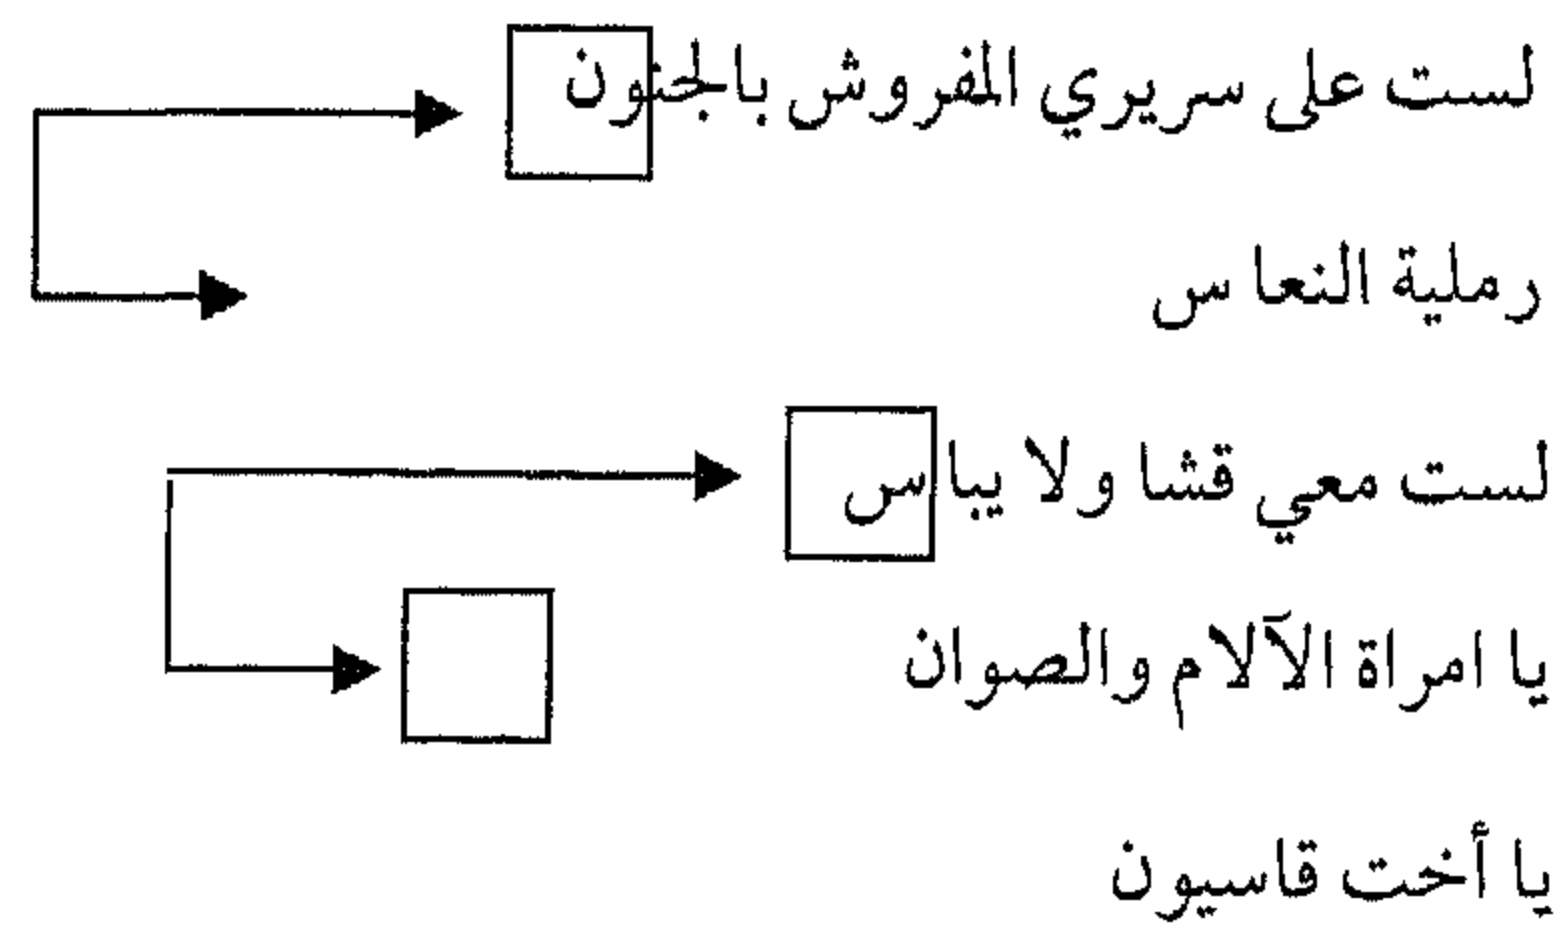 لست على سريري المفروش بالجنون
رملية النعاس
لست معي قشا ولا يباس
يا امراة الآلام والصوان
يا أخت قاسيون